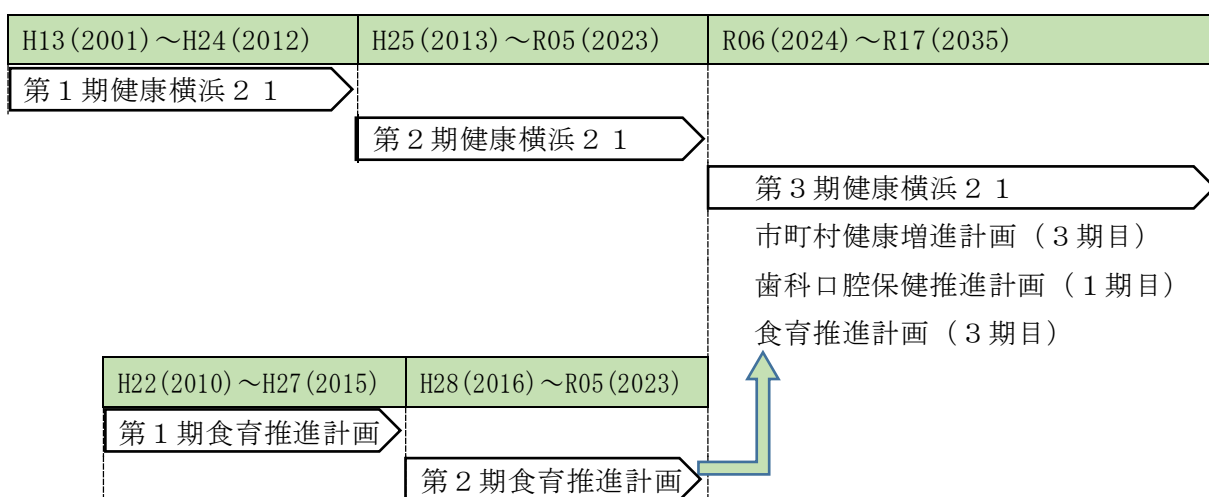 H13(2001)～H24(2012) H25(2013)～R05(2023) R06(2024)～R17(2035)
第１期健康横浜２１
第２期健康横浜２１
第３期健康横浜２１
市町村健康増進計画（３期目）
歯科口腔保健推進計画（１期目）
食育推進計画（３期目）
H22(2010)～H27(2015) H28(2016)～R05(2023)
第１期食育推進計画
第２期食育推進計画